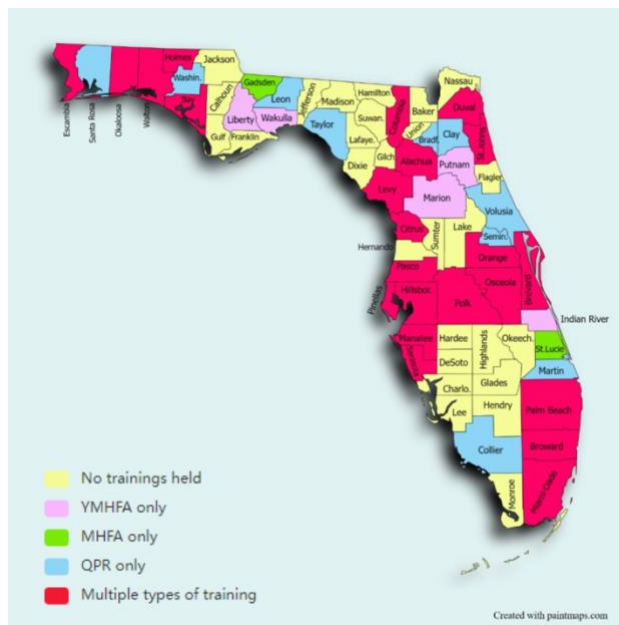 Jackson
Holmes
Washin.
Bay
Escambia
Santa Rosa
Okaloosa
Walton
Calhoun
Gadsden
Liberty
Gulf
Franklin
Leon
Wakulla
Jefferson
Madison
Taylor
Hamilton
Suwan.
Lafaye.
Dixie
Gilch
Columbia
Baker
Union
Bradf.
Nassau
Duval
Clay
St. Johns
Alachua
Putnam
Flagler
Levy
Marion
Volusia
Citrus
Sumter
Lake
Semin.
Hernando
Orange
Pasco
Osceola
Brevard
Pinellas
Hillsbor.
Polk
Indian River
Manatee
Hardee
Highlands
Okeech.
St.Lucie
Sarasota
DeSoto
Martin
Charlo.
Glades
Lee
Hendry
Palm Beach
Collier
Broward
Monroe
Miami-Dade
No trainings held
YMHFA only
MHFA only
QPR only
Multiple types of training
Created with paintmaps.com